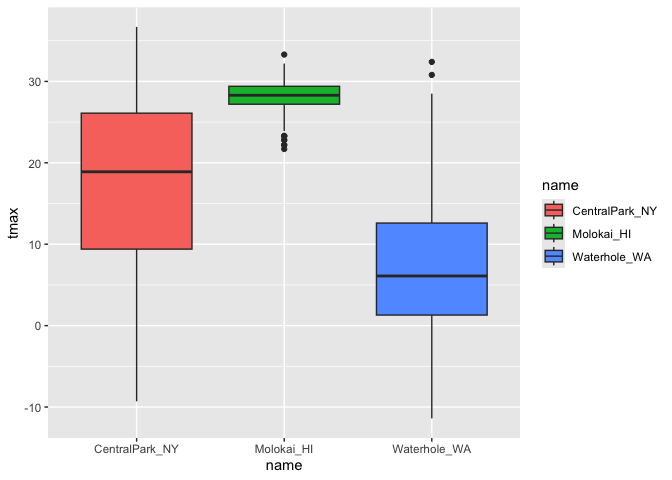 30
20
10
0
-10
tmax
CentralPark_NY
Molokai_HI
Waterhole_WA
name
name
CentralPark_NY
Molokai_HI
Waterhole_WA